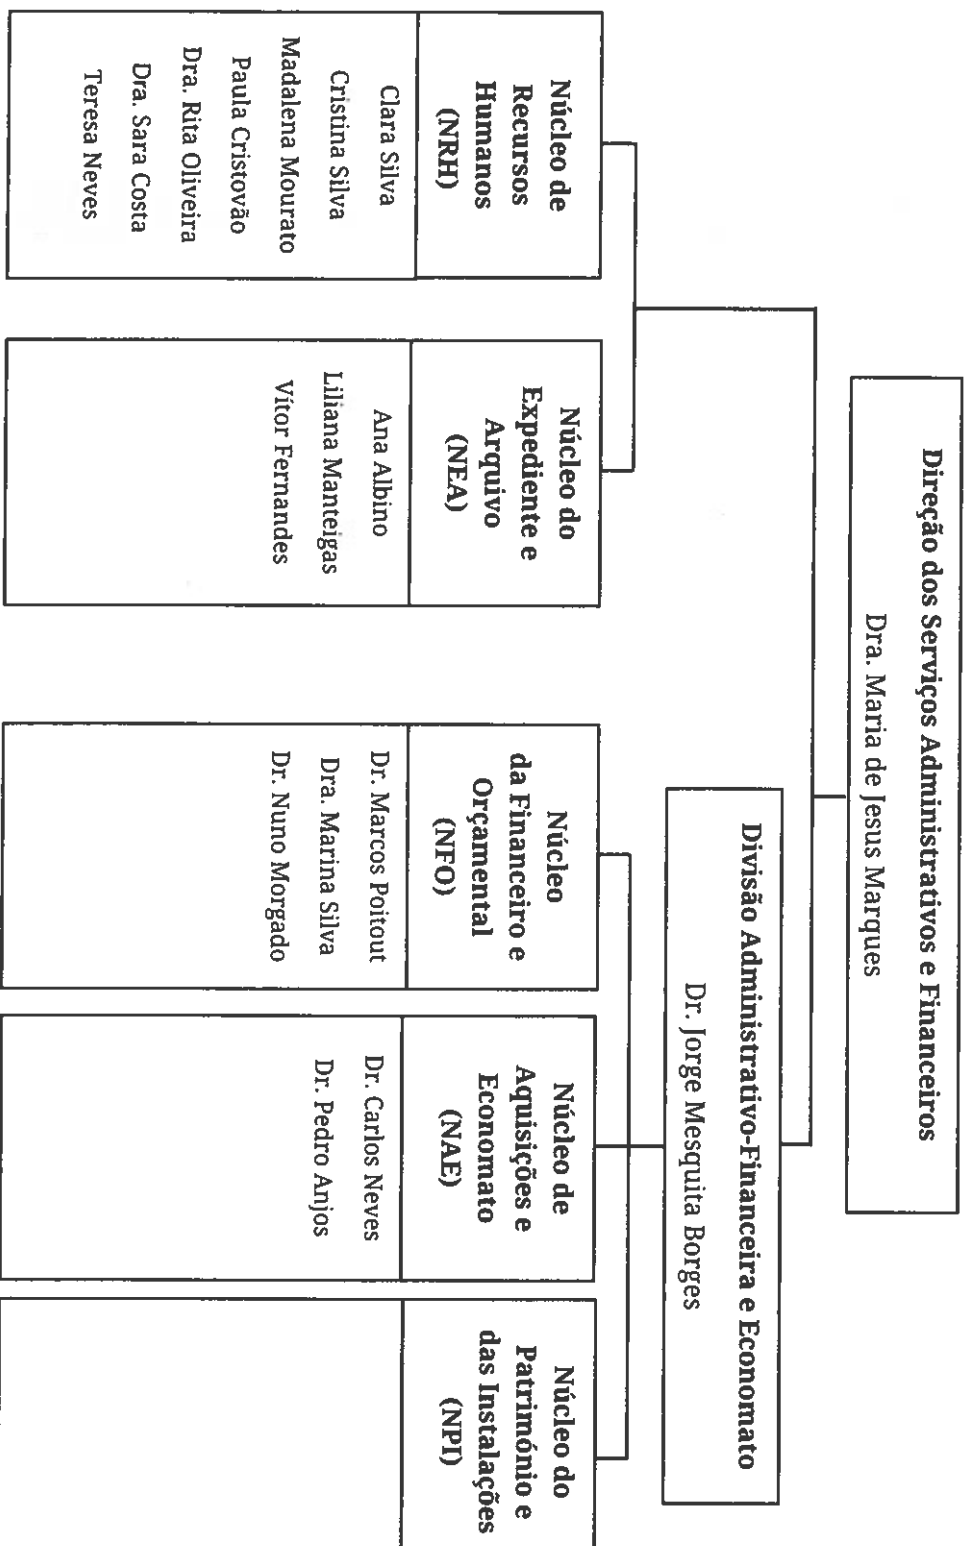 Direção dos Serviços Administrativos e Financeiros
Dra. Maria de Jesus Marques
Divisão Administrativo-Financeira e Economato
Dr. Jorge Mesquita Borges
Núcleo de
Recursos
Humanos
(NRH)
Clara Silva
Cristina Silva
Madalena Mourato
Paula Cristovão
Dra. Rita Oliveira
Dra. Sara Costa
Teresa Neves
Núcleo do
Expediente e
Arquivo
(NEA)
Ana Albino
Liliana Manteigas
Vítor Fernandes
Núcleo
da Financeiro e
Orçamental
(NFO)
Dr. Marcos Poitout
Dra. Marina Silva
Dr. Nuno Morgado
Núcleo de
Aquisições e
Economato
(NAE)
Dr. Carlos Neves
Dr. Pedro Anjos
Núcleo do
Património e
das Instalações
(NPI)